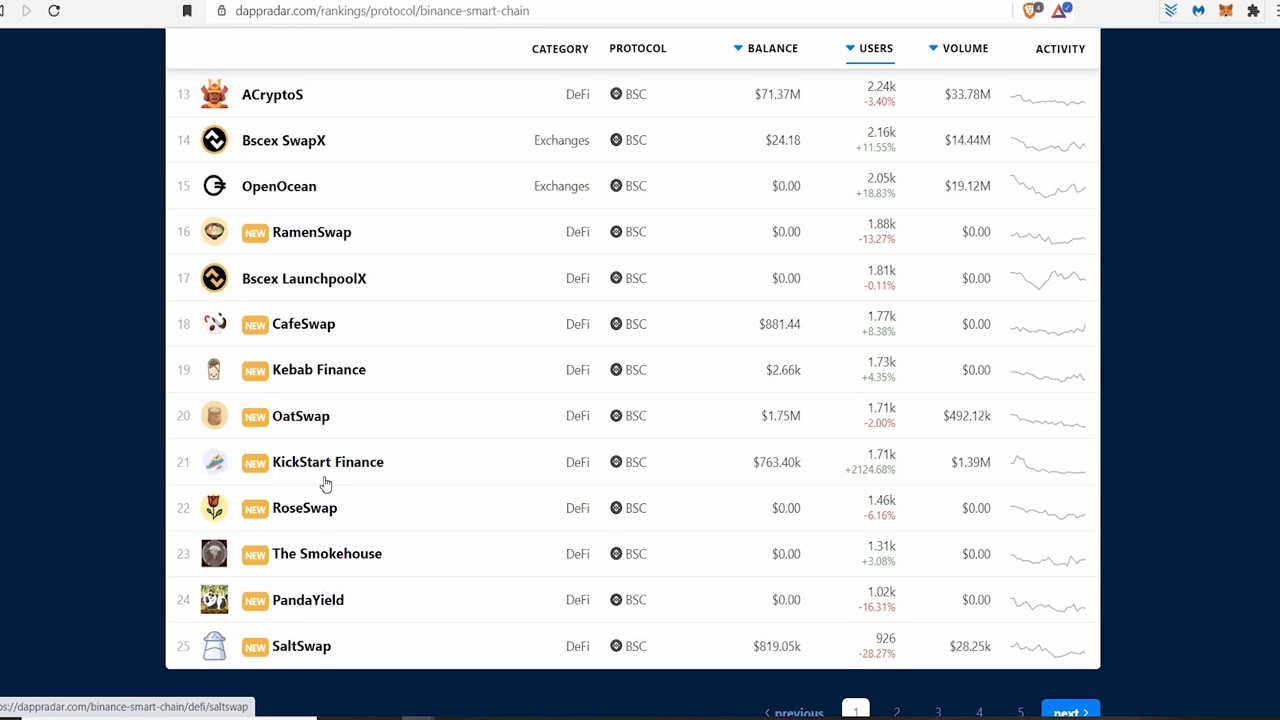 dappradar.com/rankings/protocol/binance-smart-chain
4
CATEGORY PROTOCOL BALANCE USERS VOLUME ACTIVITY
13 ACryptoS DeFi BSC $71.37M 2.24k $33.78M
-3.40%
14 Bscex SwapX Exchanges BSC $24.18 2.16k $14.44M
+11.55%
15 OpenOcean Exchanges BSC $0.00 2.05k $19.12M
+18.83%
16 NEW RamenSwap DeFi BSC $0.00 1.88k $0.00
-13.27%
17 Bscex LaunchpoolX DeFi BSC $0.00 1.81k $0.00
-0.11%
18 NEW CafeSwap DeFi BSC $881.44 1.77k $0.00
+8.38%
19 NEW Kebab Finance DeFi BSC $2.66k 1.73k $0.00
+4.35%
20 NEW OatSwap DeFi BSC $1.75M 1.71k $492.12k
-2.00%
21 NEW KickStart Finance DeFi BSC $763.40k 1.71k $1.39M
+2124.68%
22 NEW RoseSwap DeFi BSC $0.00 1.46k $0.00
-6.16%
23 NEW The Smokehouse DeFi BSC $0.00 1.31k $0.00
+3.08%
24 NEW PandaYield DeFi BSC $0.00 1.02k $0.00
-16.31%
25 NEW SaltSwap DeFi BSC $819.05k 926 $28.25k
-28.27%
ps://dappradar.com/binance-smart-chain/defi/saltswap
‹ previous 1 2 3 4 5 next ›